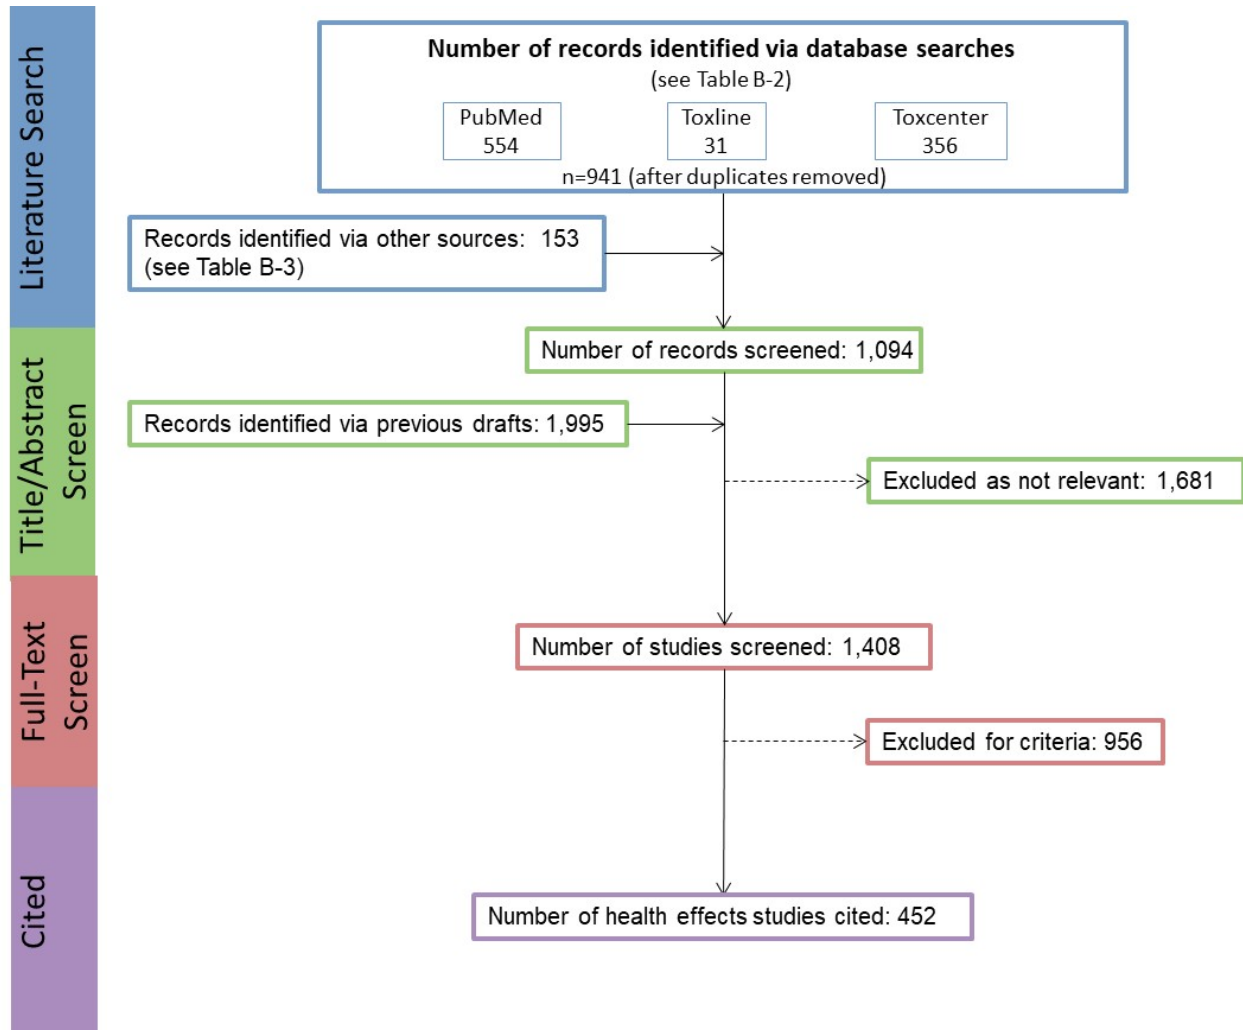 Literature Search
Number of records identified via database searches
(see Table B-2)
PubMed
554
Toxline
31
Toxcenter
356
n=941 (after duplicates removed)
Records identified via other sources: 153
(see Table B-3)
Title/Abstract
Screen
Number of records screened: 1,094
Records identified via previous drafts: 1,995
Excluded as not relevant: 1,681
Full-Text
Screen
Number of studies screened: 1,408
Excluded for criteria: 956
Cited
Number of health effects studies cited: 452